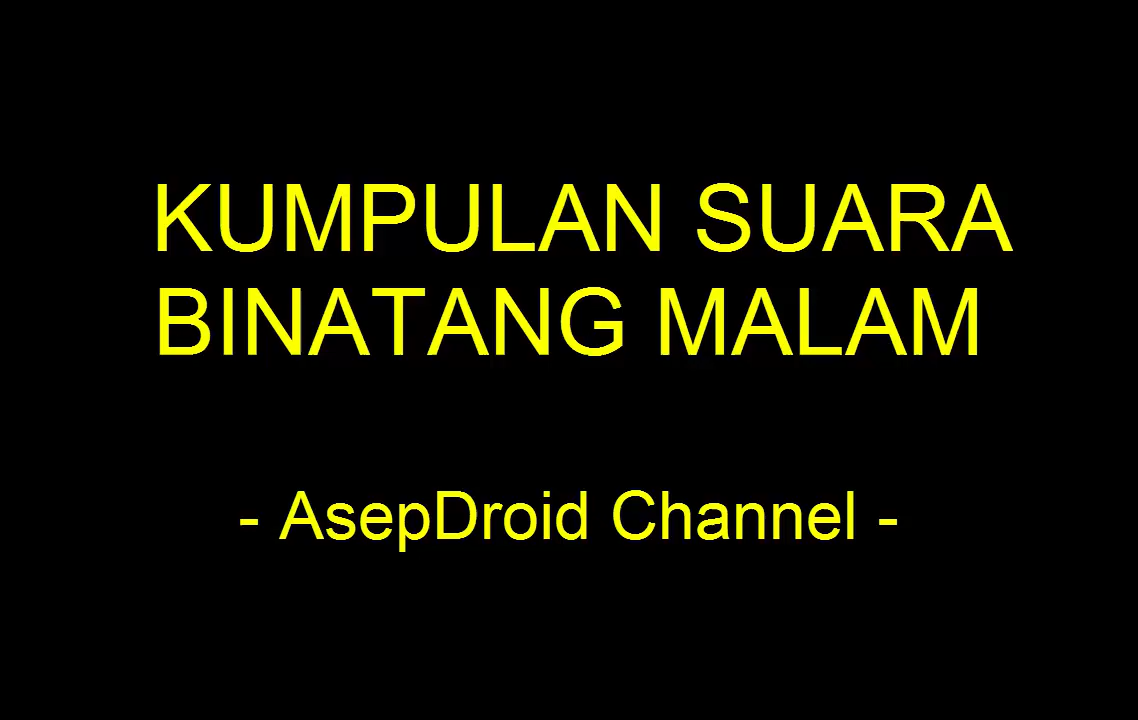 KUMPULAN SUARA
BINATANG MALAM
- AsepDroid Channel -